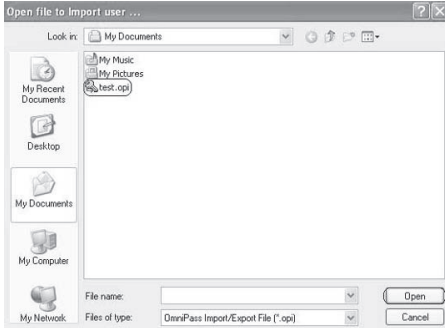 Open file to Import user ...
Look in:
My Documents
My Music
My Pictures
test.opi
My Recent
Documents
Desktop
My Documents
My Computer
My Network
File name:
Open
Files of type:
OmniPass Import/Export File (*.opi)
Cancel